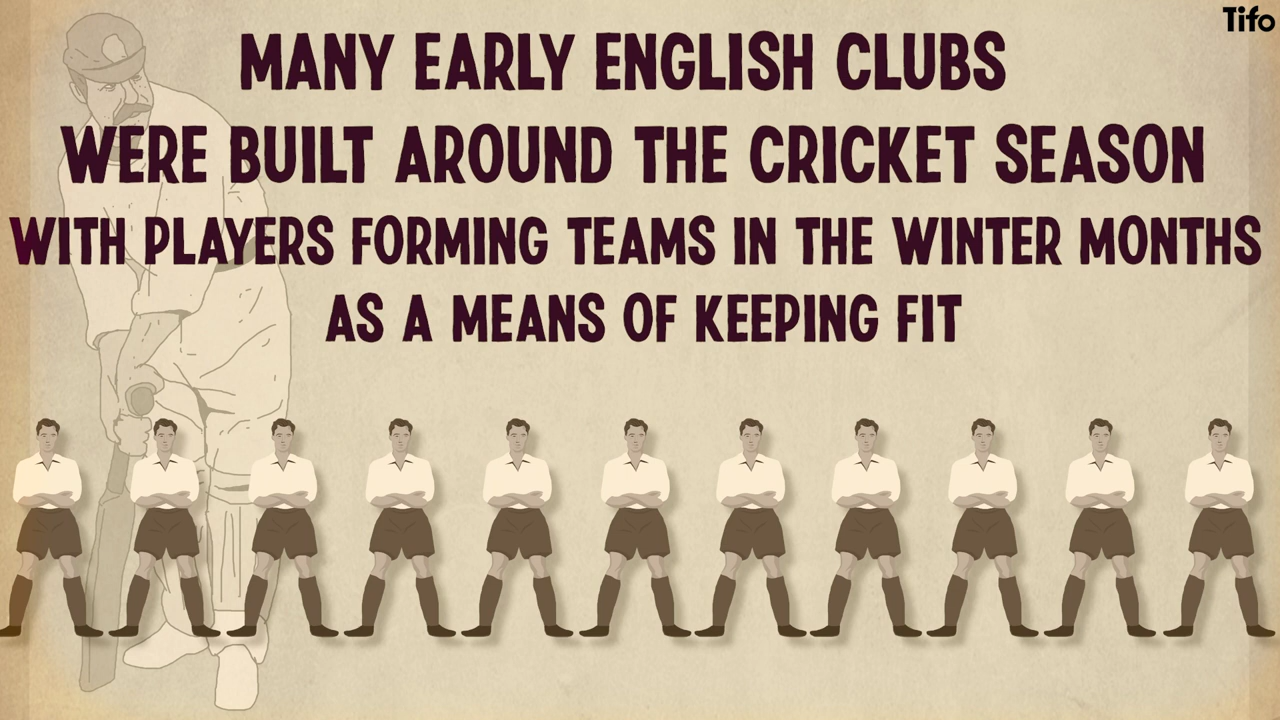 Tifo
MANY EARLY ENGLISH CLUBS
WERE BUILT AROUND THE CRICKET SEASON
WITH PLAYERS FORMING TEAMS IN THE WINTER MONTHS
AS A MEANS OF KEEPING FIT